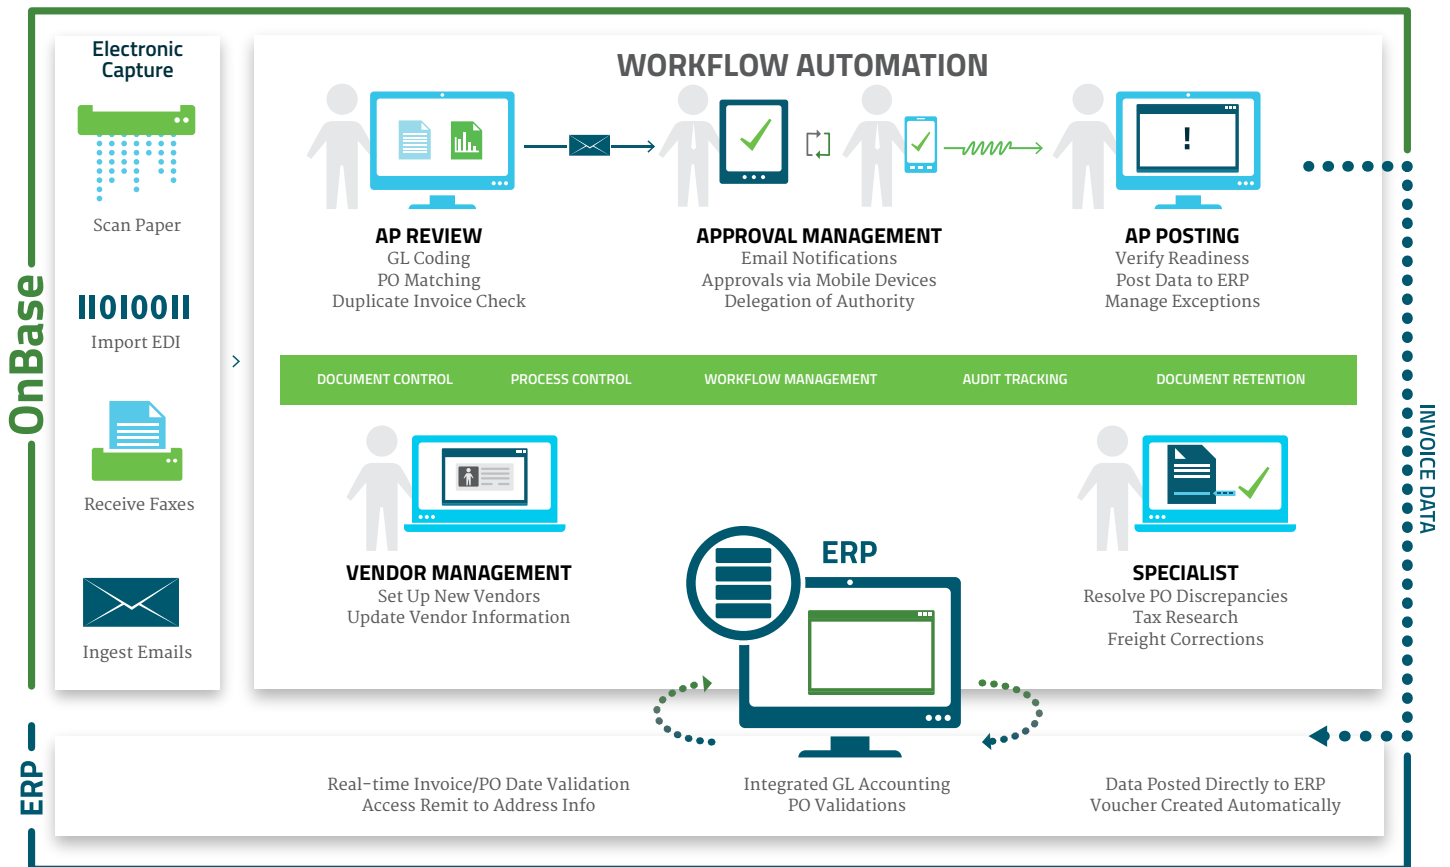 OnBase
Electronic
Capture
Scan Paper
IIOIOOII
Import EDI
Receive Faxes
Ingest Emails
WORKFLOW AUTOMATION
AP REVIEW
GL Coding
PO Matching
Duplicate Invoice Check
APPROVAL MANAGEMENT
Email Notifications
Approvals via Mobile Devices
Delegation of Authority
!
AP POSTING
Verify Readiness
Post Data to ERP
Manage Exceptions
DOCUMENT CONTROL
PROCESS CONTROL
WORKFLOW MANAGEMENT
AUDIT TRACKING
DOCUMENT RETENTION
VENDOR MANAGEMENT
Set Up New Vendors
Update Vendor Information
ERP
SPECIALIST
Resolve PO Discrepancies
Tax Research
Freight Corrections
INVOICE DATA
ERP
Real-time Invoice/PO Date Validation
Access Remit to Address Info
Integrated GL Accounting
PO Validations
Data Posted Directly to ERP
Voucher Created Automatically